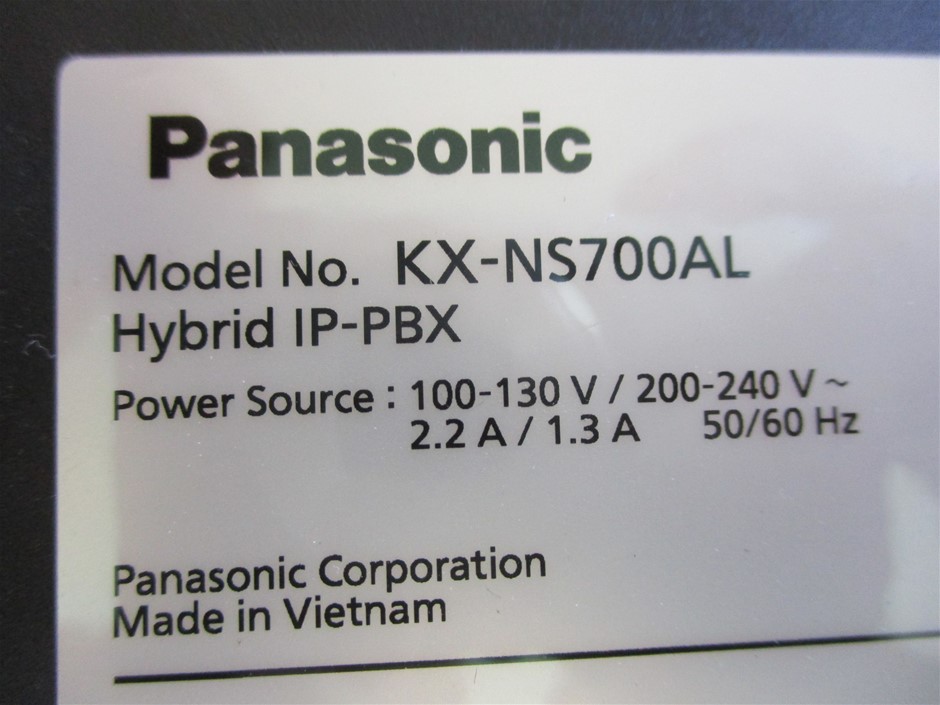 Panasonic
Model No. KX-NS700AL
Hybrid IP-PBX
Power Source : 100-130 V / 200-240 V ~
2.2 A / 1.3 A 50/60 Hz
Panasonic Corporation
Made in Vietnam